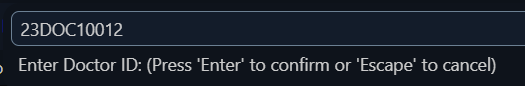 23DOC10012
Enter Doctor ID: (Press 'Enter' to confirm or 'Escape' to cancel)